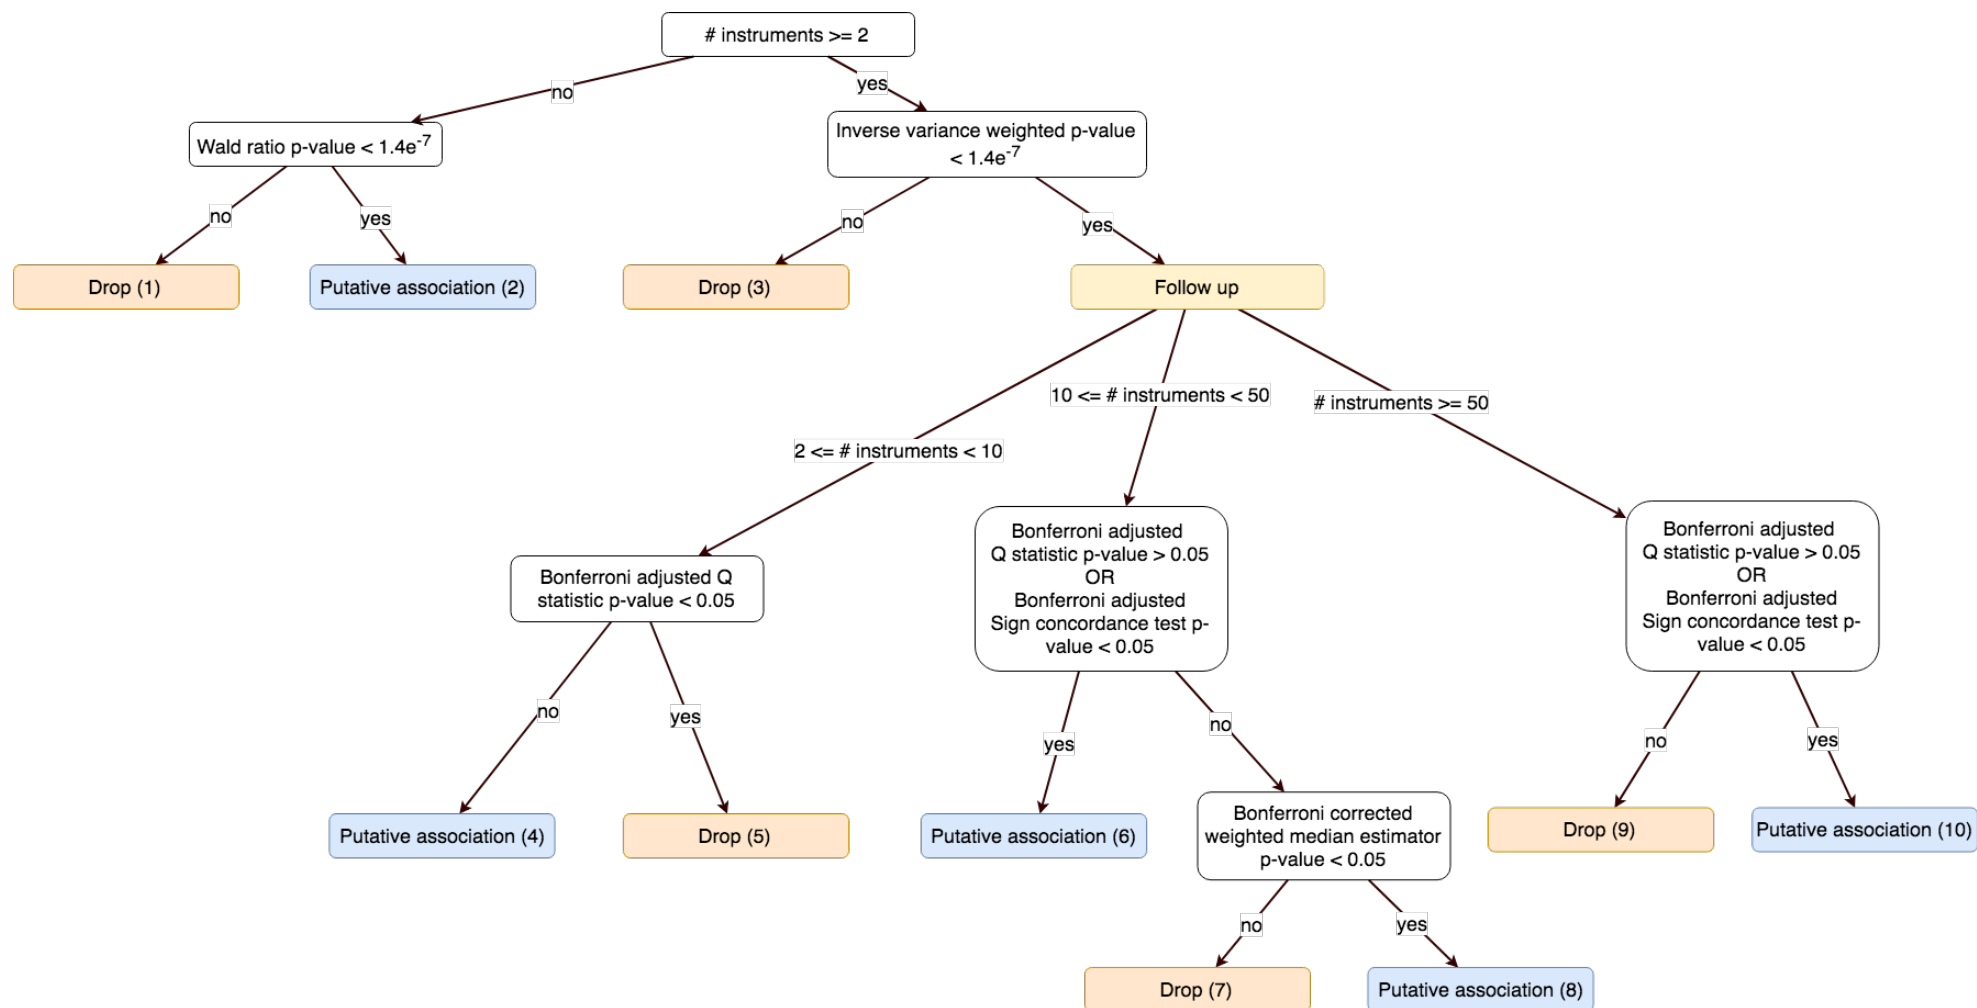 # instruments >= 2
no
yes
Wald ratio p-value < 1.4e-7
Inverse variance weighted p-value
< 1.4e-7
no
yes
no
yes
Drop (1)
Putative association (2)
Drop (3)
Follow up
10 <= # instruments < 50
# instruments >= 50
2 <= # instruments < 10
Bonferroni adjusted Q
statistic p-value < 0.05
Bonferroni adjusted
Q statistic p-value > 0.05
OR
Bonferroni adjusted
Sign concordance test p-
value < 0.05
Bonferroni adjusted
Q statistic p-value > 0.05
OR
Bonferroni adjusted
Sign concordance test p-
value < 0.05
no
yes
yes
no
no
yes
Putative association (4)
Drop (5)
Putative association (6)
Bonferroni corrected
weighted median estimator
p-value < 0.05
Drop (9)
Putative association (10)
no
yes
Drop (7)
Putative association (8)